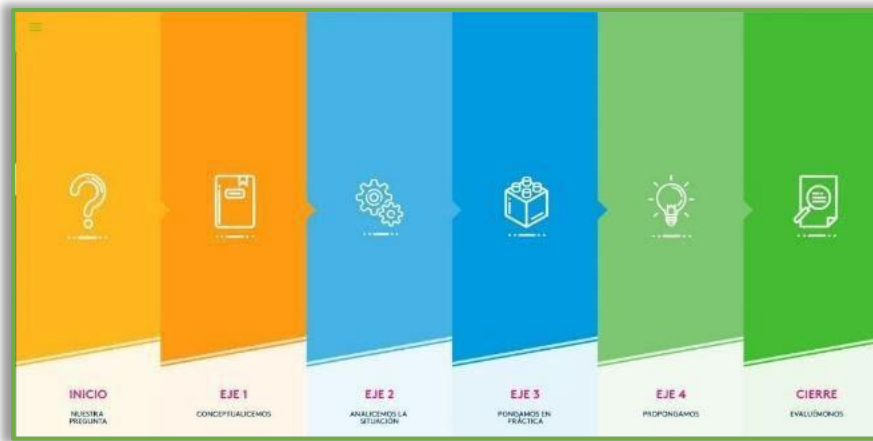 INICIO
NUESTRA
PREGUNTA
EJE 1
CONCEPTUALICEMOS
EJE 2
ANALICEMOS LA
SITUACIÓN
EJE 3
PONGAMOS EN
PRÁCTICA
EJE 4
PROPONGAMOS
CIERRE
EVALUÉMONOS